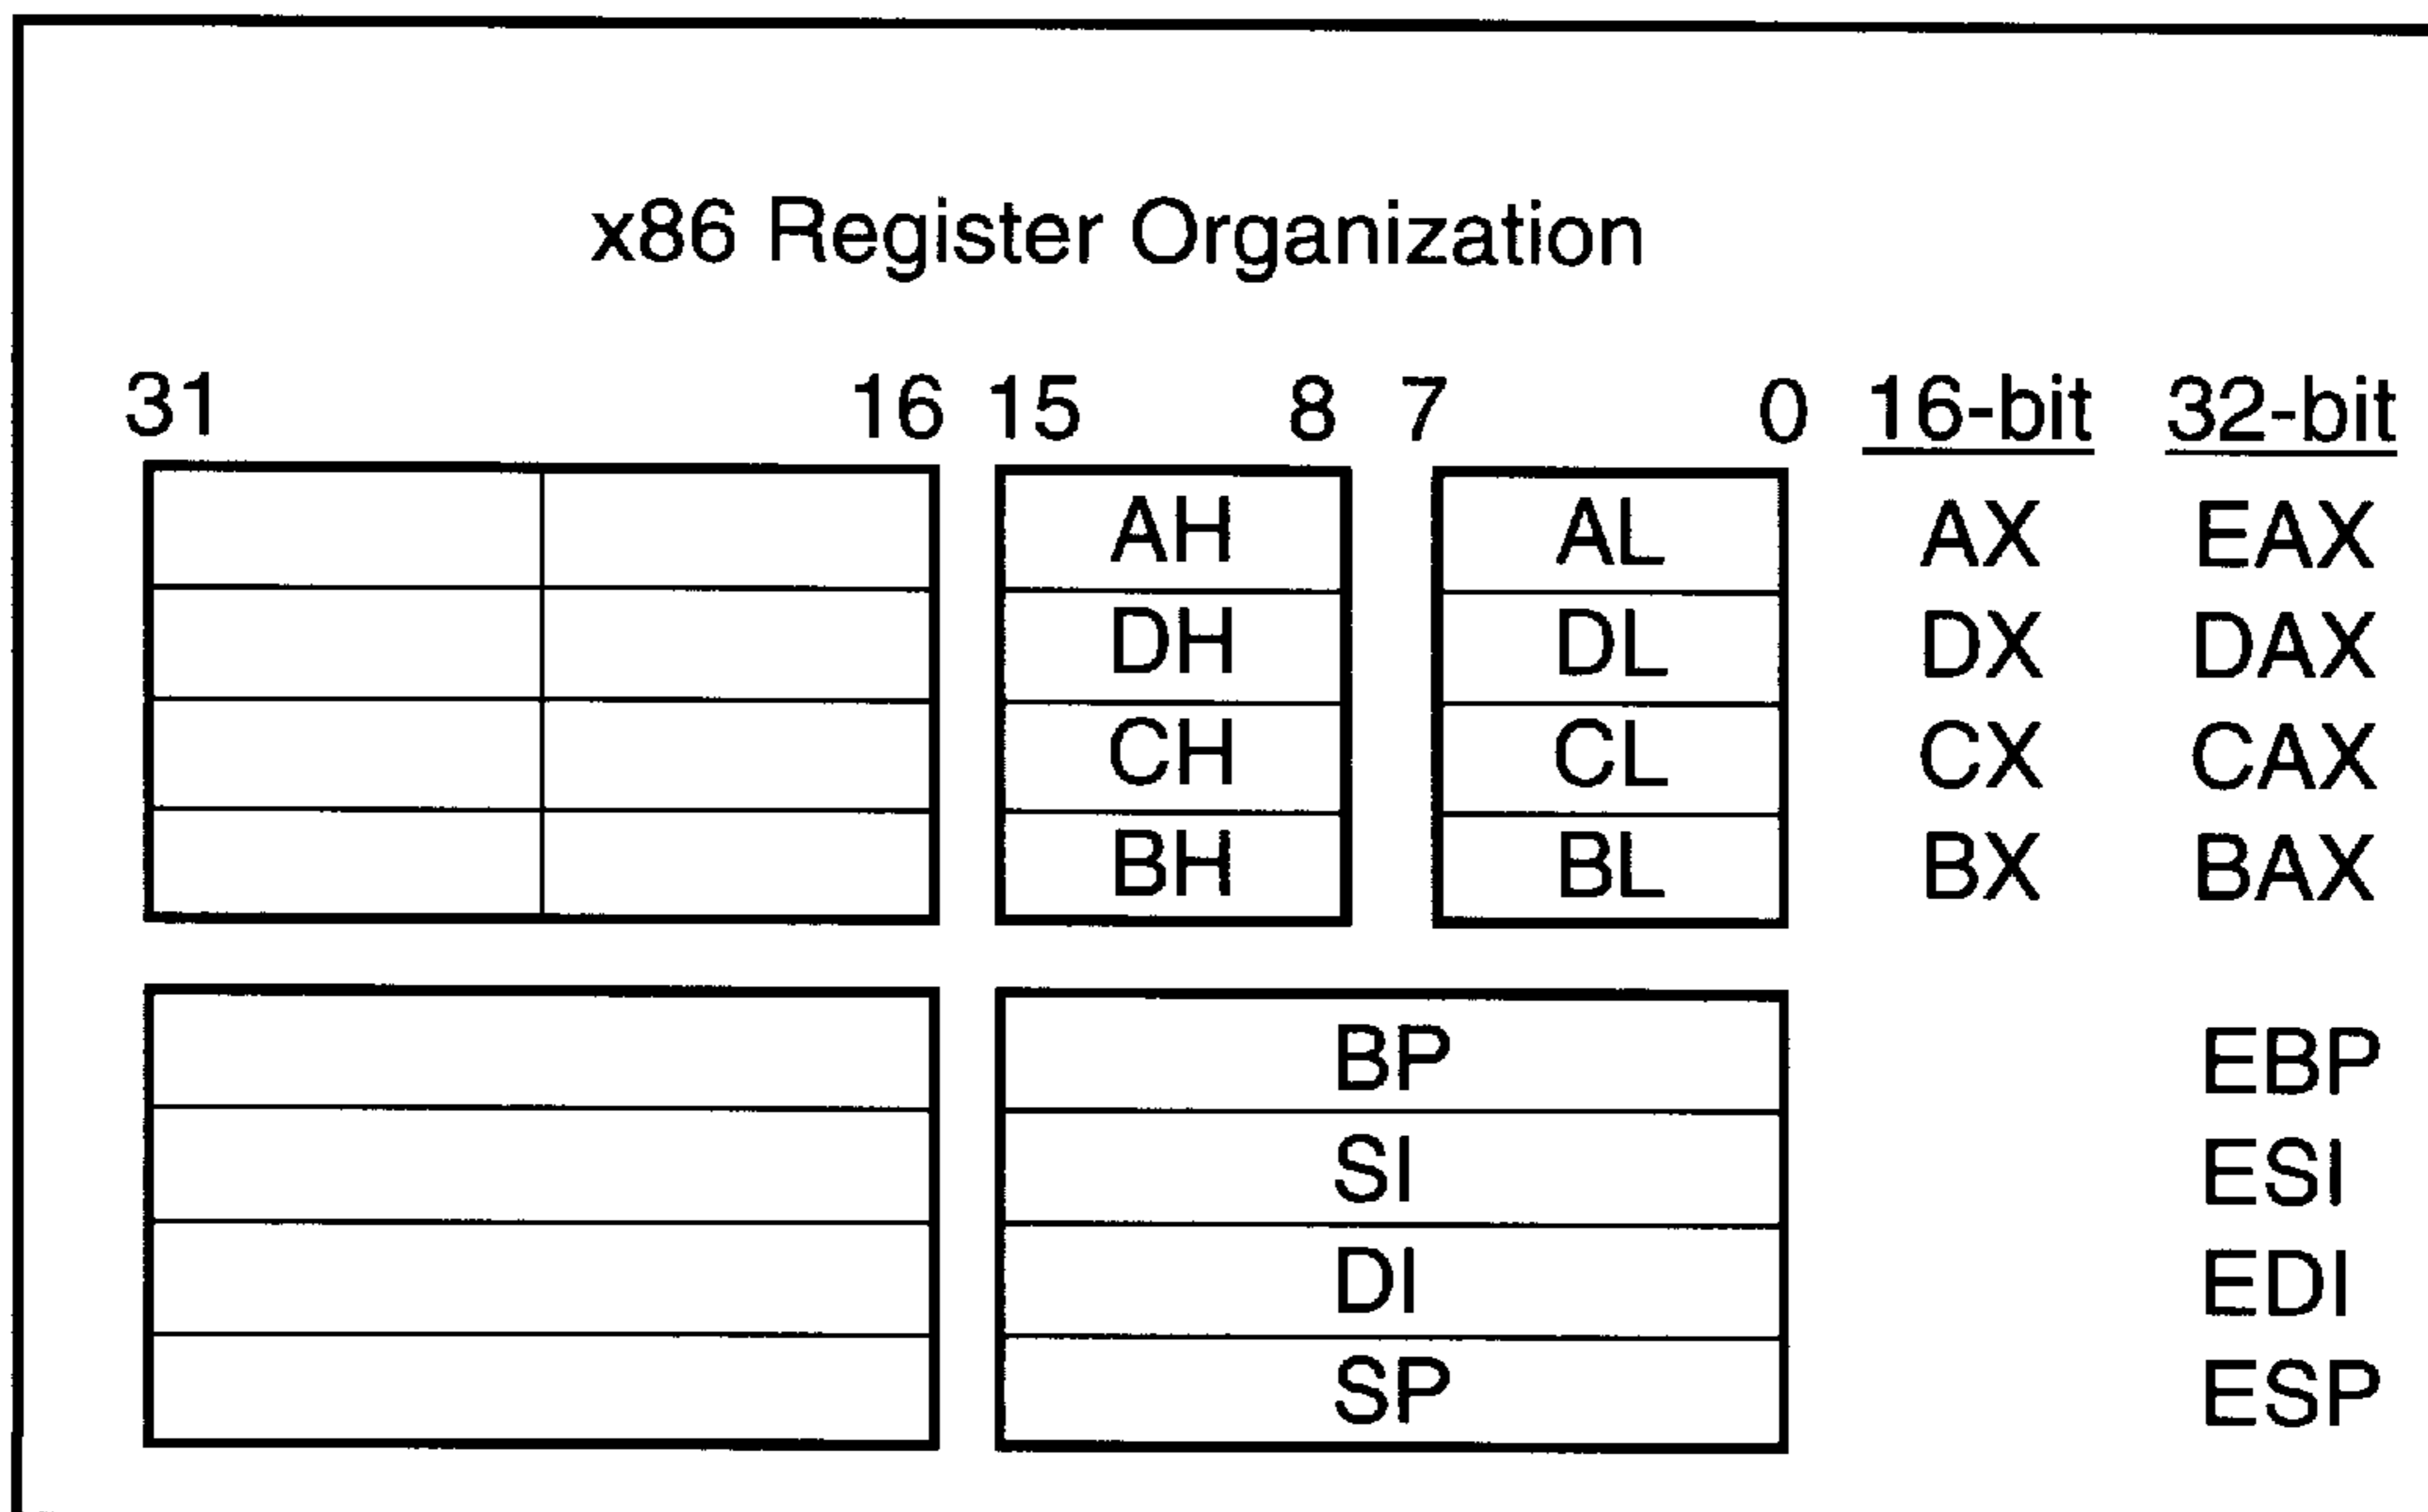 x86 Register Organization
31 16 15 8 7 0 16-bit 32-bit
AH AL AX EAX
DH DL DX DAX
CH CL CX CAX
BH BL BX BAX
BP EBP
SI ESI
DI EDI
SP ESP